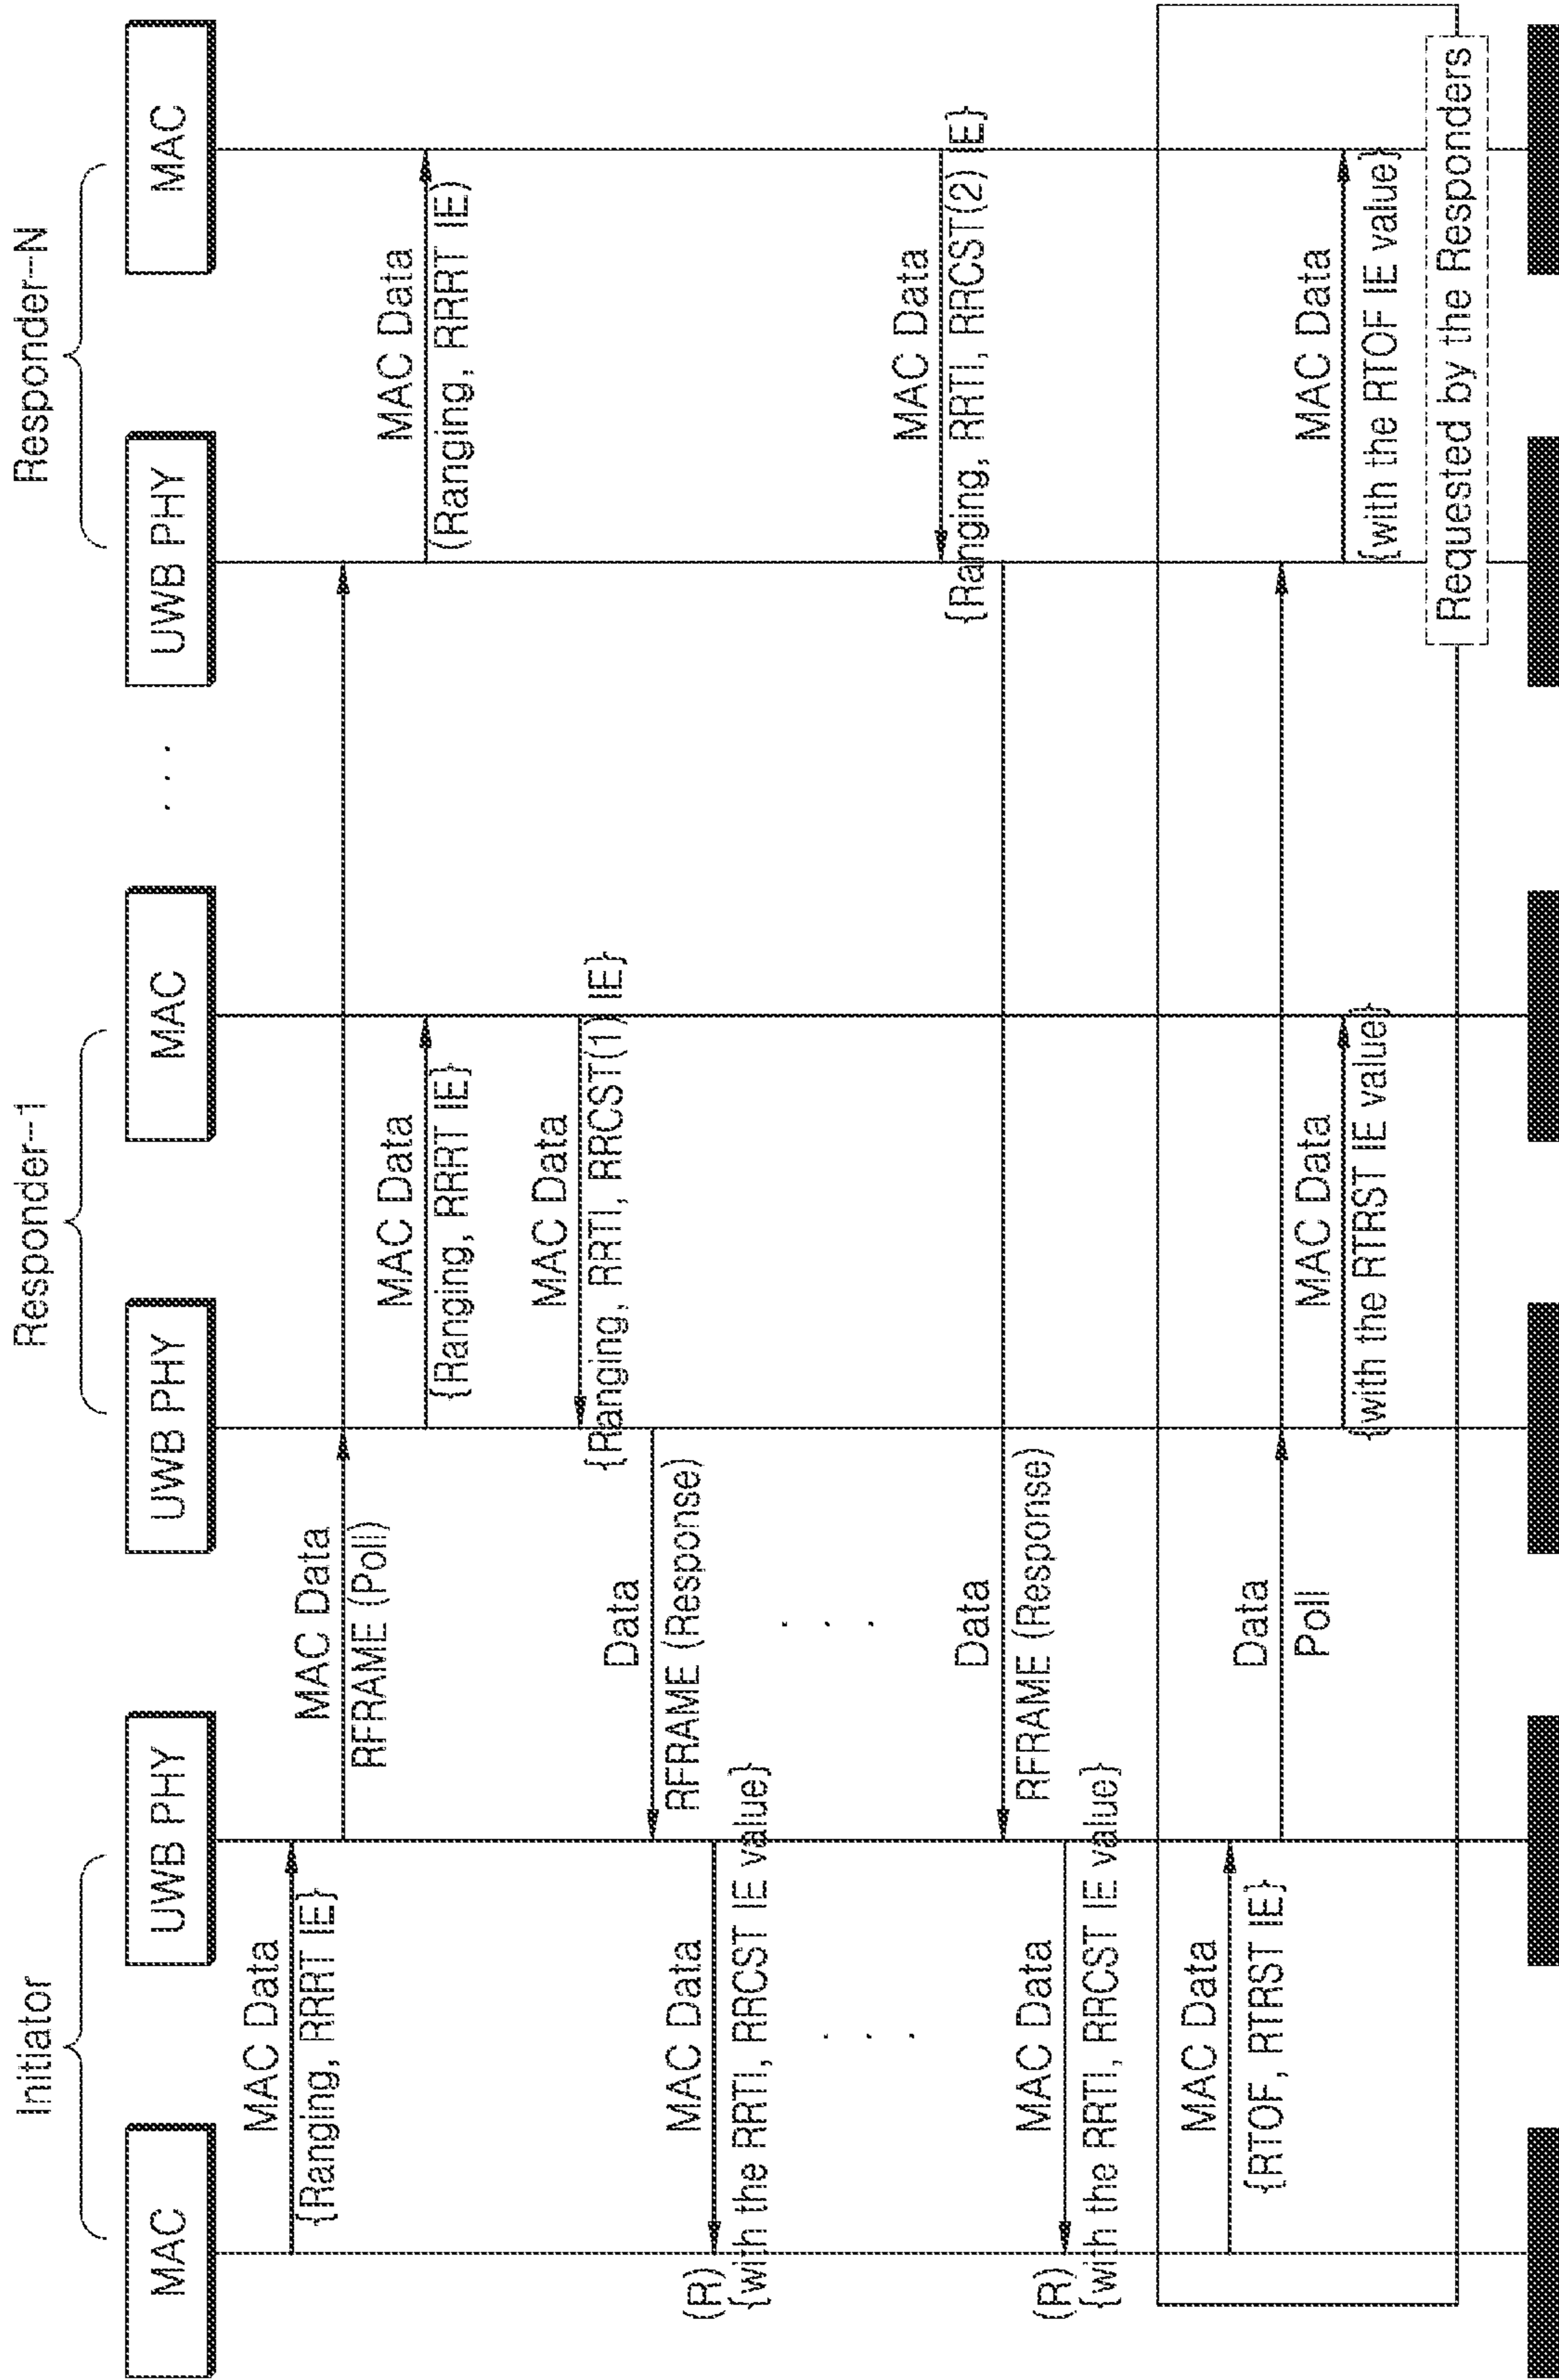 Initiator
Responder-1
Responder-N
MAC
UWB PHY
UWB PHY
MAC
. . .
UWB PHY
MAC
MAC Data
{Ranging, RRRT IE}
MAC Data
RFRAME (Poll)
MAC Data
{Ranging, RRRT IE}
MAC Data
(Ranging, RRRT IE)
MAC Data
{Ranging, RRTI, RRCST(1) IE}
Data
RFRAME (Response)
MAC Data
(R)
{with the RRTI, RRCST IE value}
. . .
. . .
MAC Data
{Ranging, RRTI, RRCST(2) IE}
Data
RFRAME (Response)
MAC Data
(R)
{with the RRTI, RRCST IE value}
MAC Data
{RTOF, RTRST IE}
Data
Poll
MAC Data
{with the RTRST IE value}
MAC Data
{with the RTOF IE value}
Requested by the Responders